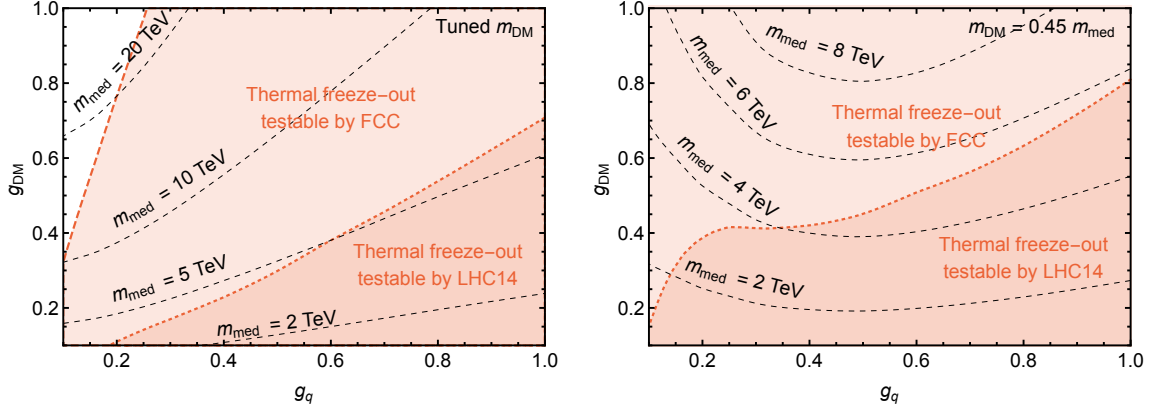 Tuned m_DM
m_med = 20 TeV
Thermal freeze−out
testable by FCC
m_med = 10 TeV
Thermal freeze−out
testable by LHC14
m_med = 5 TeV
m_med = 2 TeV
g_DM
1.0
0.8
0.6
0.4
0.2
0.2
0.4
0.6
0.8
1.0
g_q
m_DM = 0.45 m_med
m_med = 8 TeV
m_med = 6 TeV
Thermal freeze−out
testable by FCC
m_med = 4 TeV
Thermal freeze−out
testable by LHC14
m_med = 2 TeV
g_DM
1.0
0.8
0.6
0.4
0.2
0.2
0.4
0.6
0.8
1.0
g_q